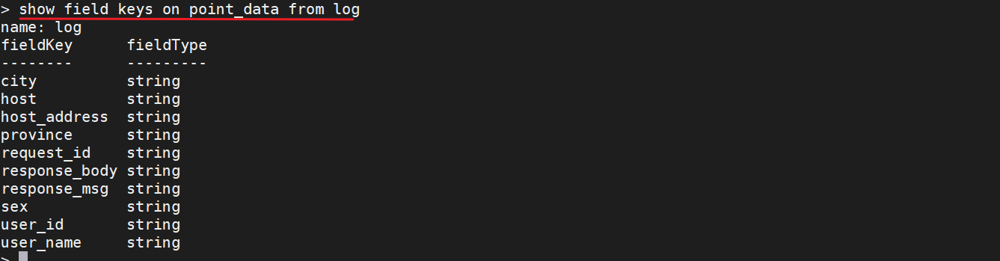 > show field keys on point_data from log
name: log
fieldKey      fieldType
--------      ---------
city          string
host          string
host_address  string
province      string
request_id    string
response_body string
response_msg  string
sex           string
user_id       string
user_name     string
>